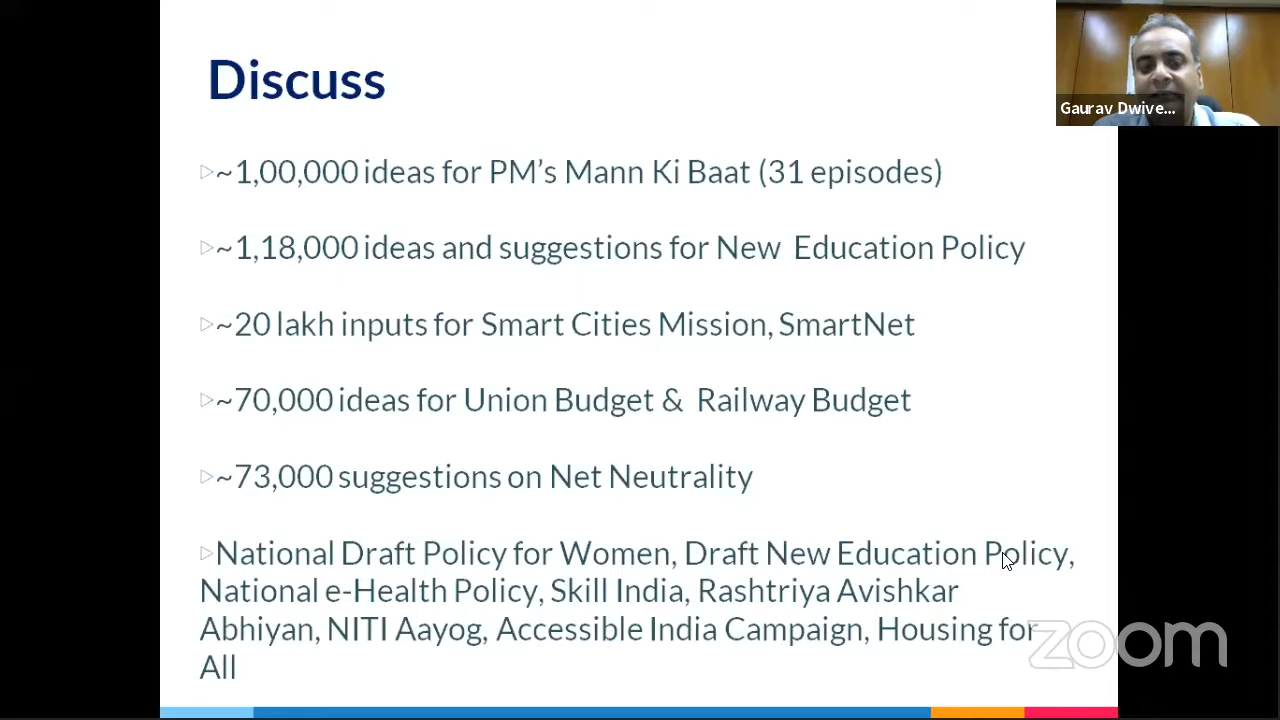 Discuss
Gaurav Dwive...
~1,00,000 ideas for PM's Mann Ki Baat (31 episodes)
~1,18,000 ideas and suggestions for New Education Policy
~20 lakh inputs for Smart Cities Mission, SmartNet
~70,000 ideas for Union Budget & Railway Budget
~73,000 suggestions on Net Neutrality
National Draft Policy for Women, Draft New Education Policy,
National e-Health Policy, Skill India, Rashtriya Avishkar
Abhiyan, NITI Aayog, Accessible India Campaign, Housing for
All
zoom